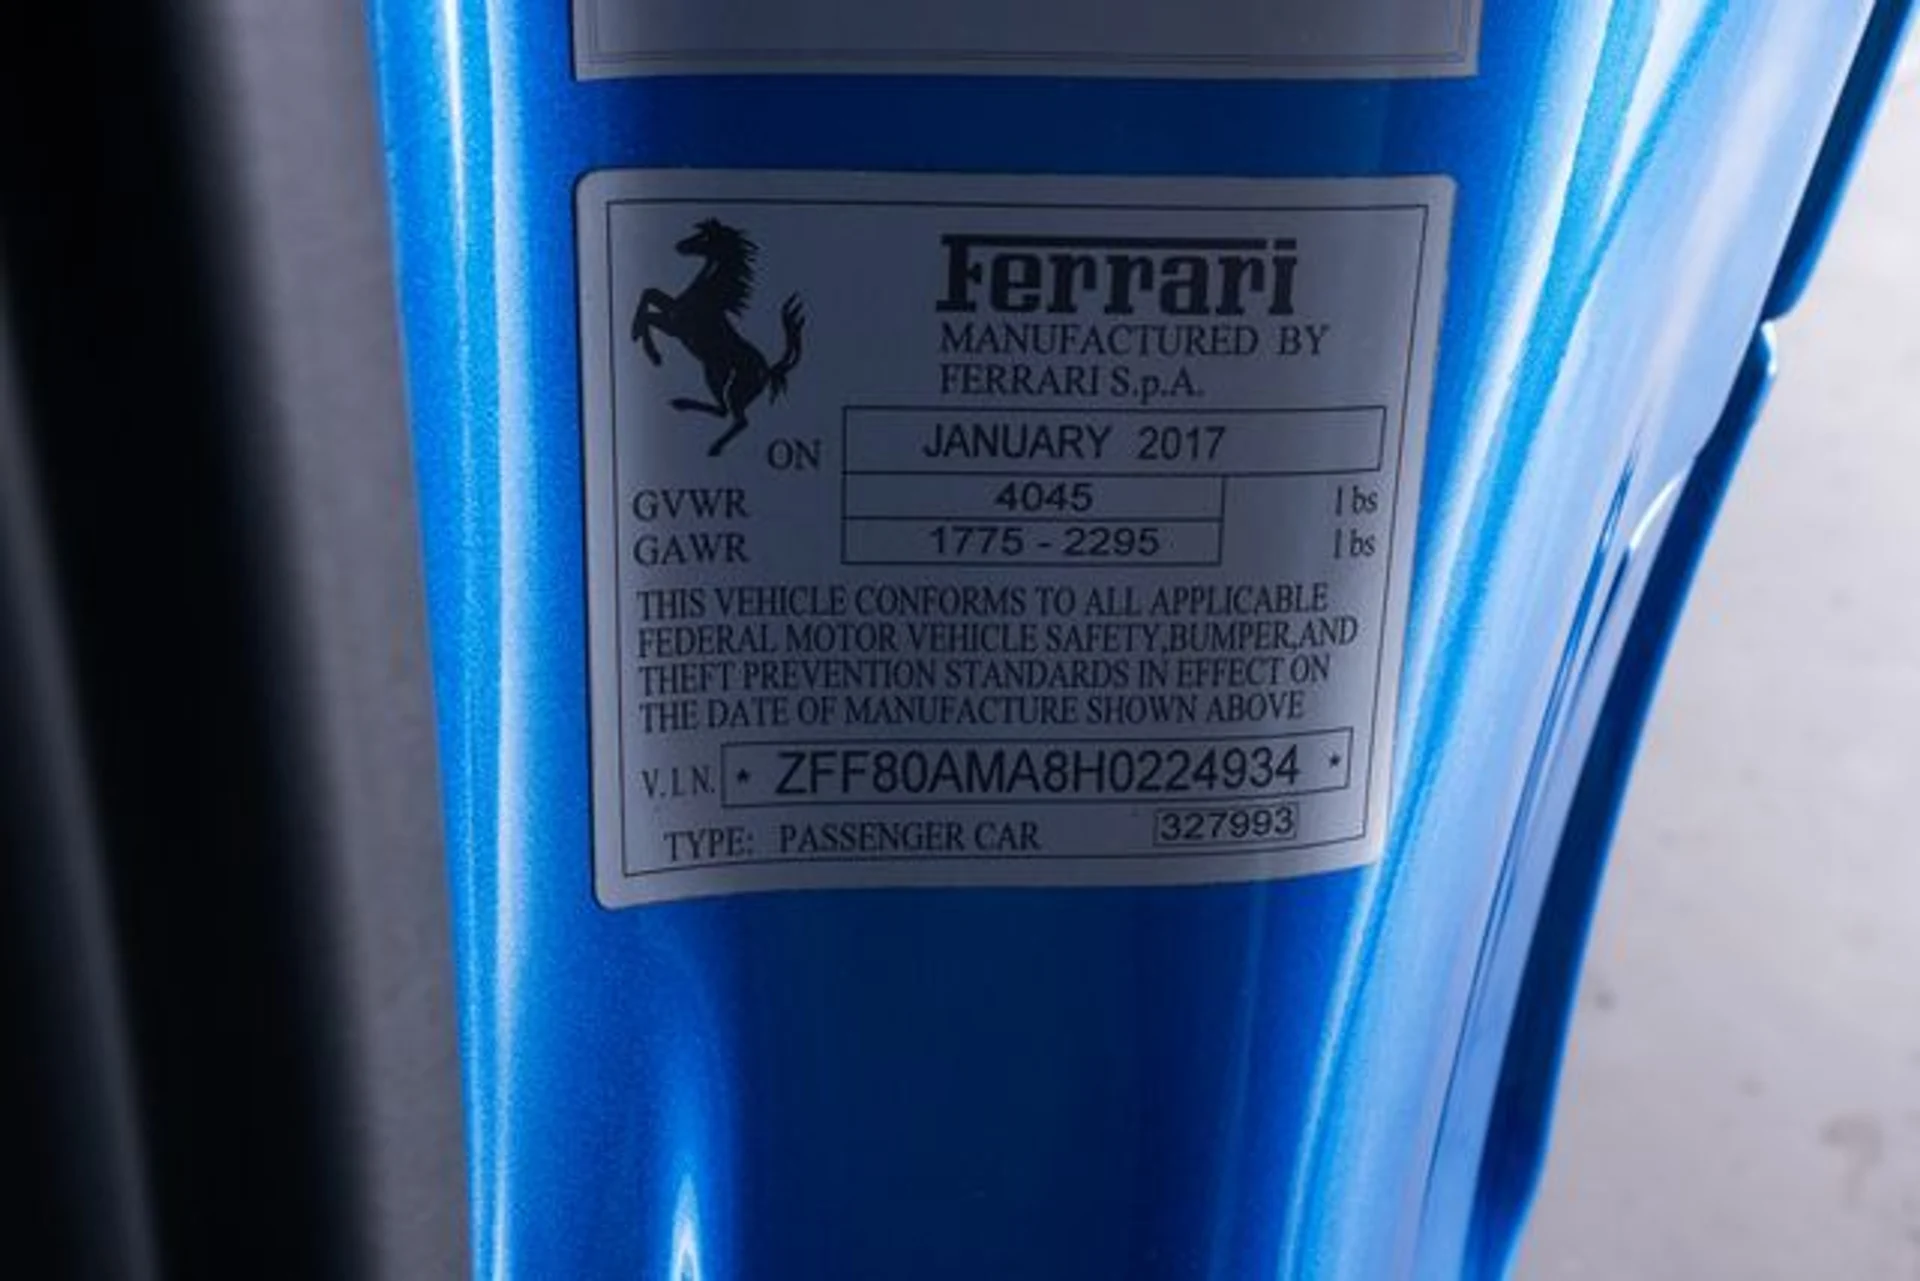 Ferrari
MANUFACTURED BY
FERRARI S.p.A.
ON JANUARY 2017
GVWR 4045 lbs
GAWR 1775 - 2295 lbs
THIS VEHICLE CONFORMS TO ALL APPLICABLE
FEDERAL MOTOR VEHICLE SAFETY,BUMPER,AND
THEFT PREVENTION STANDARDS IN EFFECT ON
THE DATE OF MANUFACTURE SHOWN ABOVE
V.I.N. * ZFF80AMA8H0224934 *
TYPE: PASSENGER CAR 327993